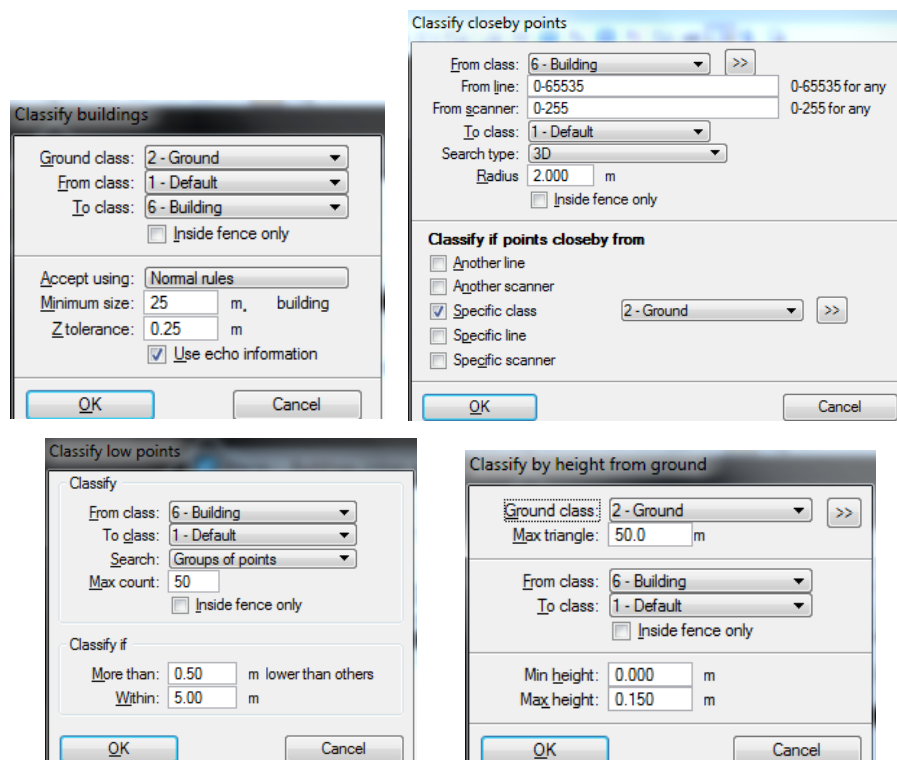 Classify buildings
Ground class: 2 - Ground
From class: 1 - Default
To class: 6 - Building
Inside fence only
Accept using: Normal rules
Minimum size: 25 m. building
Z tolerance: 0.25 m
Use echo information
OK Cancel
Classify closeby points
From class: 6 - Building >>
From line: 0-65535 0-65535 for any
From scanner: 0-255 0-255 for any
To class: 1 - Default
Search type: 3D
Radius 2.000 m
Inside fence only
Classify if points closeby from
Another line
Another scanner
Specific class 2 - Ground >>
Specific line
Specific scanner
OK Cancel
Classify low points
Classify
From class: 6 - Building
To class: 1 - Default
Search: Groups of points
Max count: 50
Inside fence only
Classify if
More than: 0.50 m lower than others
Within: 5.00 m
OK Cancel
Classify by height from ground
Ground class: 2 - Ground >>
Max triangle: 50.0 m
From class: 6 - Building
To class: 1 - Default
Inside fence only
Min height: 0.000 m
Max height: 0.150 m
OK Cancel